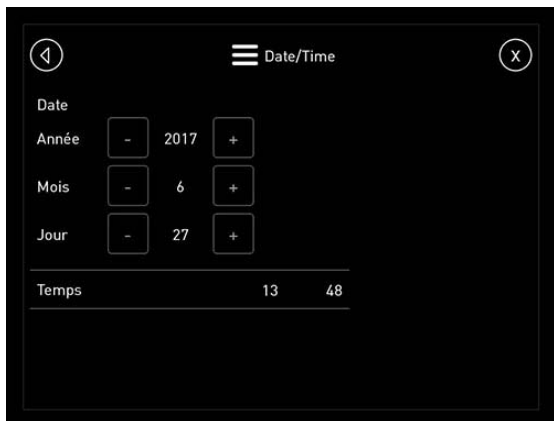 Date/Time
X
Date
Année - 2017 +
Mois - 6 +
Jour - 27 +
Temps 13 48